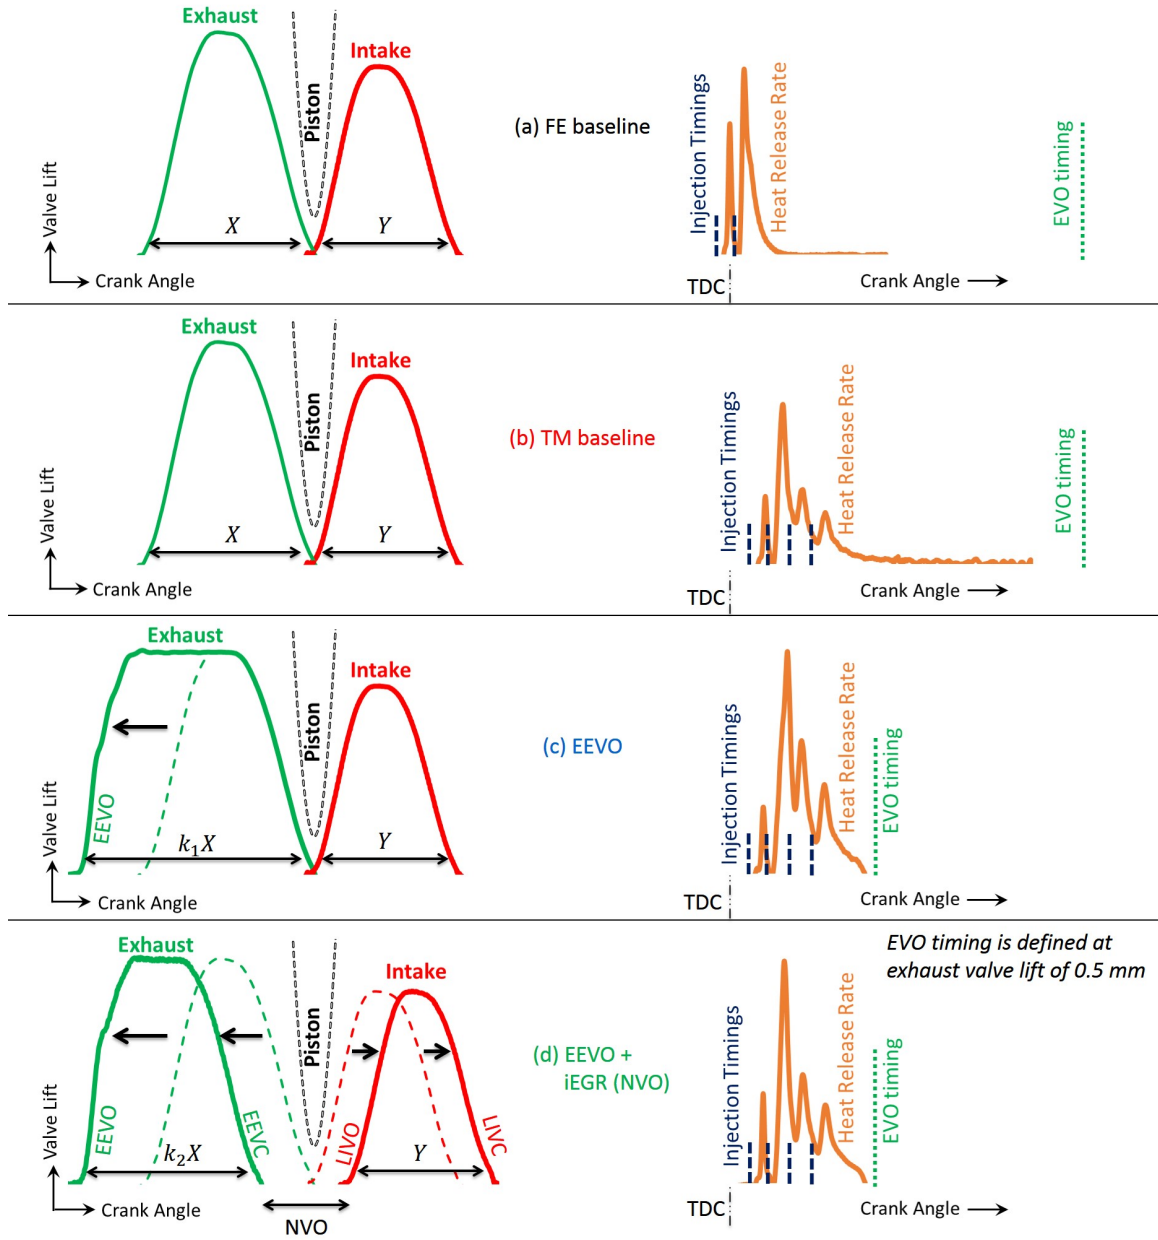 Exhaust
Intake
Piston
X
Y
Valve Lift
Crank Angle
(a) FE baseline
Injection Timings
Heat Release Rate
EVO timing
TDC
Crank Angle
Exhaust
Intake
Piston
X
Y
Valve Lift
Crank Angle
(b) TM baseline
Injection Timings
Heat Release Rate
EVO timing
TDC
Crank Angle
Exhaust
Intake
Piston
EEVO
k₁X
Y
Valve Lift
Crank Angle
(c) EEVO
Injection Timings
Heat Release Rate
EVO timing
TDC
Crank Angle
Exhaust
Intake
Piston
EEVO
EEVC
LIVO
LIVC
k₂X
Y
Valve Lift
Crank Angle
NVO
(d) EEVO +
iEGR (NVO)
EVO timing is defined at
exhaust valve lift of 0.5 mm
Injection Timings
Heat Release Rate
EVO timing
TDC
Crank Angle